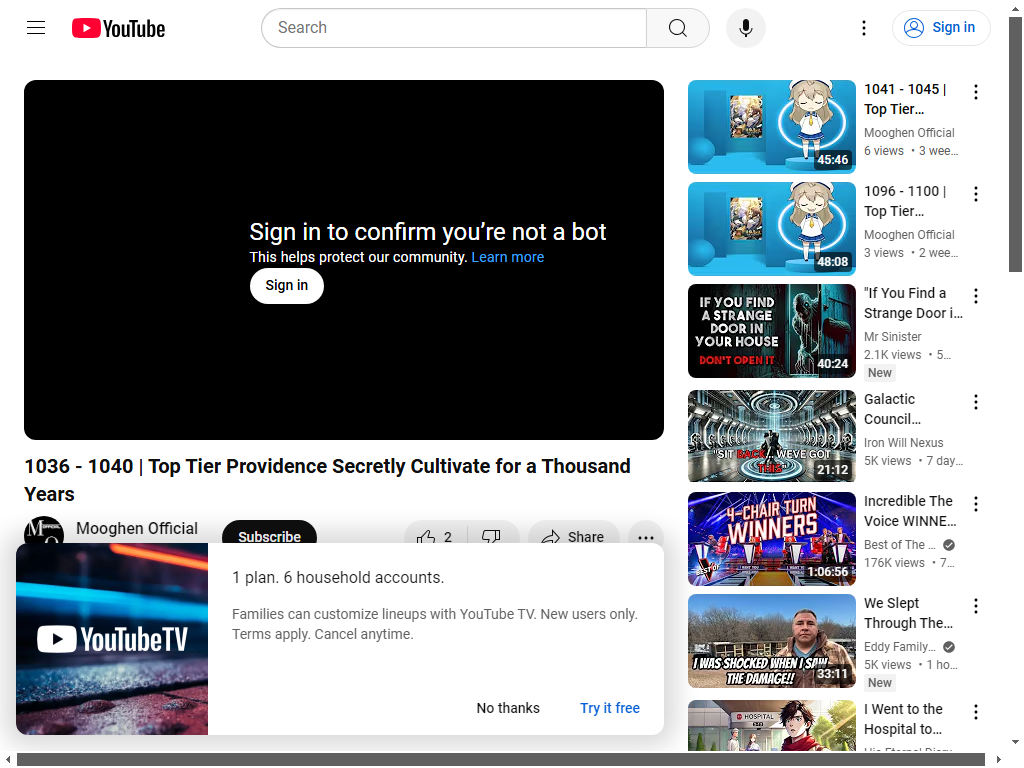 YouTube
Search
Sign in
Sign in to confirm you're not a bot
This helps protect our community. Learn more
Sign in
1036 - 1040 | Top Tier Providence Secretly Cultivate for a Thousand
Years
Mooghen Official
Subscribe
2
Share
YouTubeTV
1 plan. 6 household accounts.
Families can customize lineups with YouTube TV. New users only.
Terms apply. Cancel anytime.
No thanks
Try it free
45:46
1041 - 1045 |
Top Tier…
Mooghen Official
6 views • 3 wee…
48:08
1096 - 1100 |
Top Tier…
Mooghen Official
3 views • 2 wee…
IF YOU FIND
A STRANGE
DOOR IN
YOUR HOUSE
DON'T OPEN IT
40:24
"If You Find a
Strange Door i…
Mr Sinister
2.1K views • 5…
New
"SIT BACK... WEVE GOT
THIS"
21:12
Galactic
Council…
Iron Will Nexus
5K views • 7 day…
4-CHAIR TURN
WINNERS
BEST OF
1:06:56
Incredible The
Voice WINNE…
Best of The …
176K views • 7…
I WAS SHOCKED WHEN I SAW
THE DAMAGE!!
33:11
We Slept
Through The…
Eddy Family…
5K views • 1 ho…
New
HOSPITAL
I Went to the
Hospital to…
His Eternal Diary